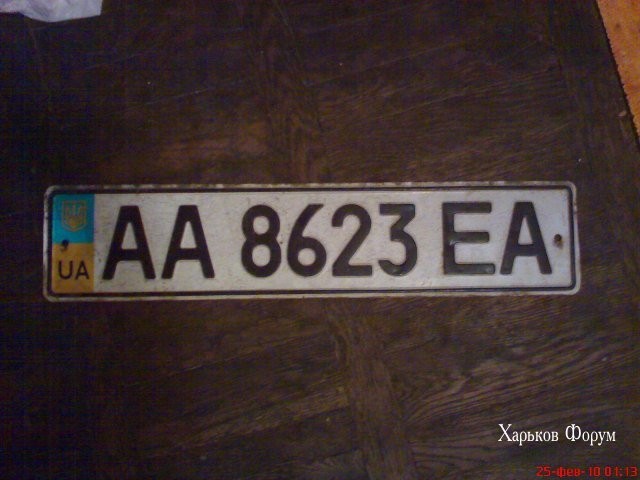 UA
AA 8623 EA
Харьков Форум
25-фев-10 01:13